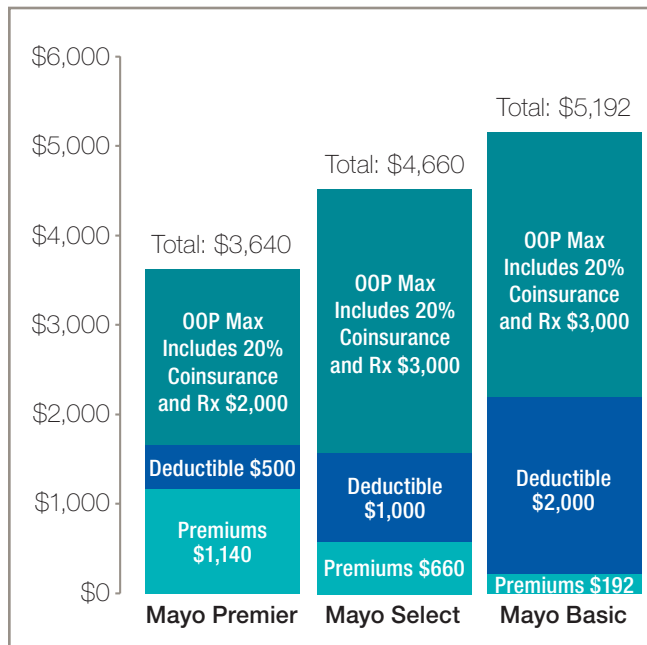 $6,000
$5,000
$4,000
$3,000
$2,000
$1,000
$0
Total: $3,640
OOP Max
Includes 20%
Coinsurance
and Rx $2,000
Deductible $500
Premiums
$1,140
Mayo Premier
Total: $4,660
OOP Max
Includes 20%
Coinsurance
and Rx $3,000
Deductible
$1,000
Premiums $660
Mayo Select
Total: $5,192
OOP Max
Includes 20%
Coinsurance
and Rx $3,000
Deductible
$2,000
Premiums $192
Mayo Basic